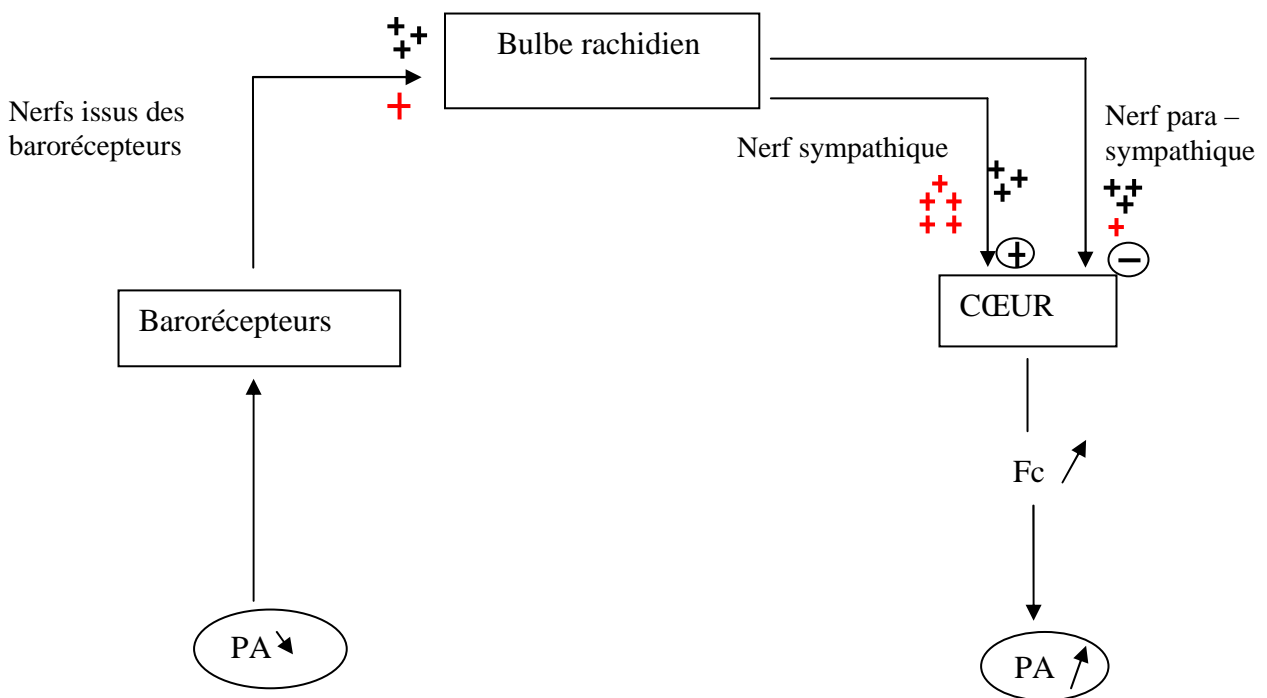 Bulbe rachidien
Nerfs issus des
barorécepteurs
Nerf sympathique
Nerf para –
sympathique
+ + +
+
+ + + + +
+ + +
+ + +
+
+
–
Barorécepteurs
CŒUR
Fc
PA
PA